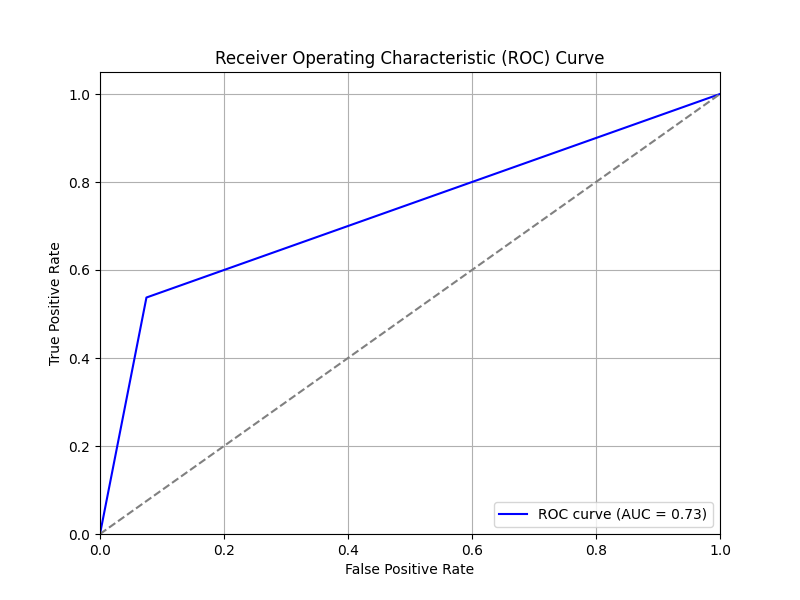 Receiver Operating Characteristic (ROC) Curve
True Positive Rate
1.0
0.8
0.6
0.4
0.2
0.0
ROC curve (AUC = 0.73)
0.0 0.2 0.4 0.6 0.8 1.0
False Positive Rate